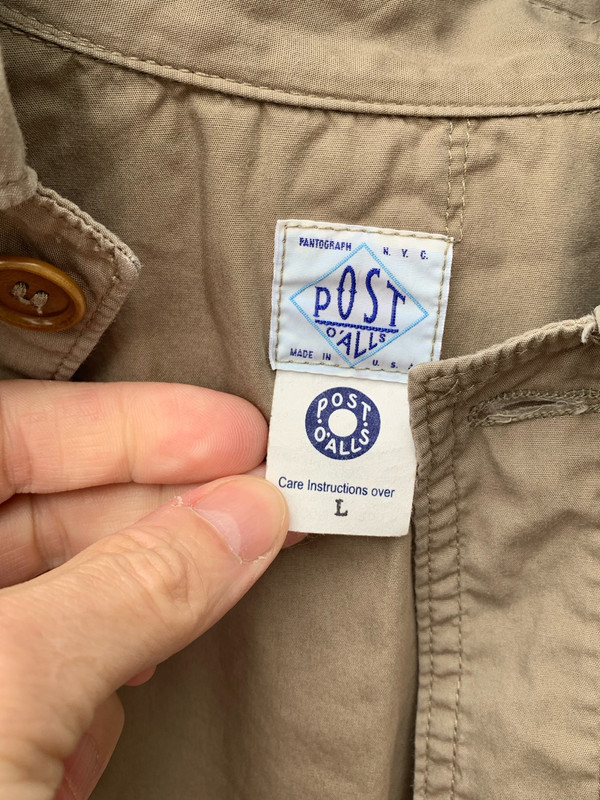 PANTOGRAPH N. Y. C.
POST
O'ALLS
MADE IN U. S. A
POST
O'ALLS
Care Instructions over
L